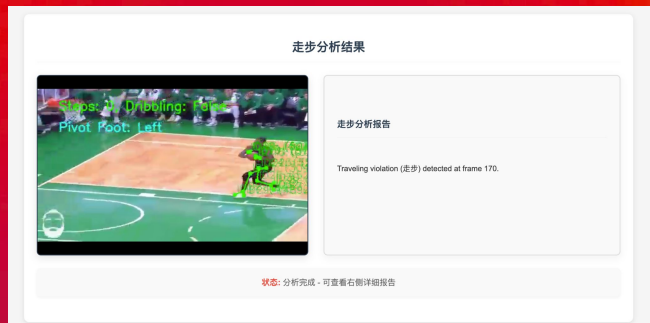 走步分析结果
Steps: 0, Dribbling: False
Pivot Foot: Left
走步分析报告
Traveling violation (走步) detected at frame 170.
状态: 分析完成 - 可查看右侧详细报告